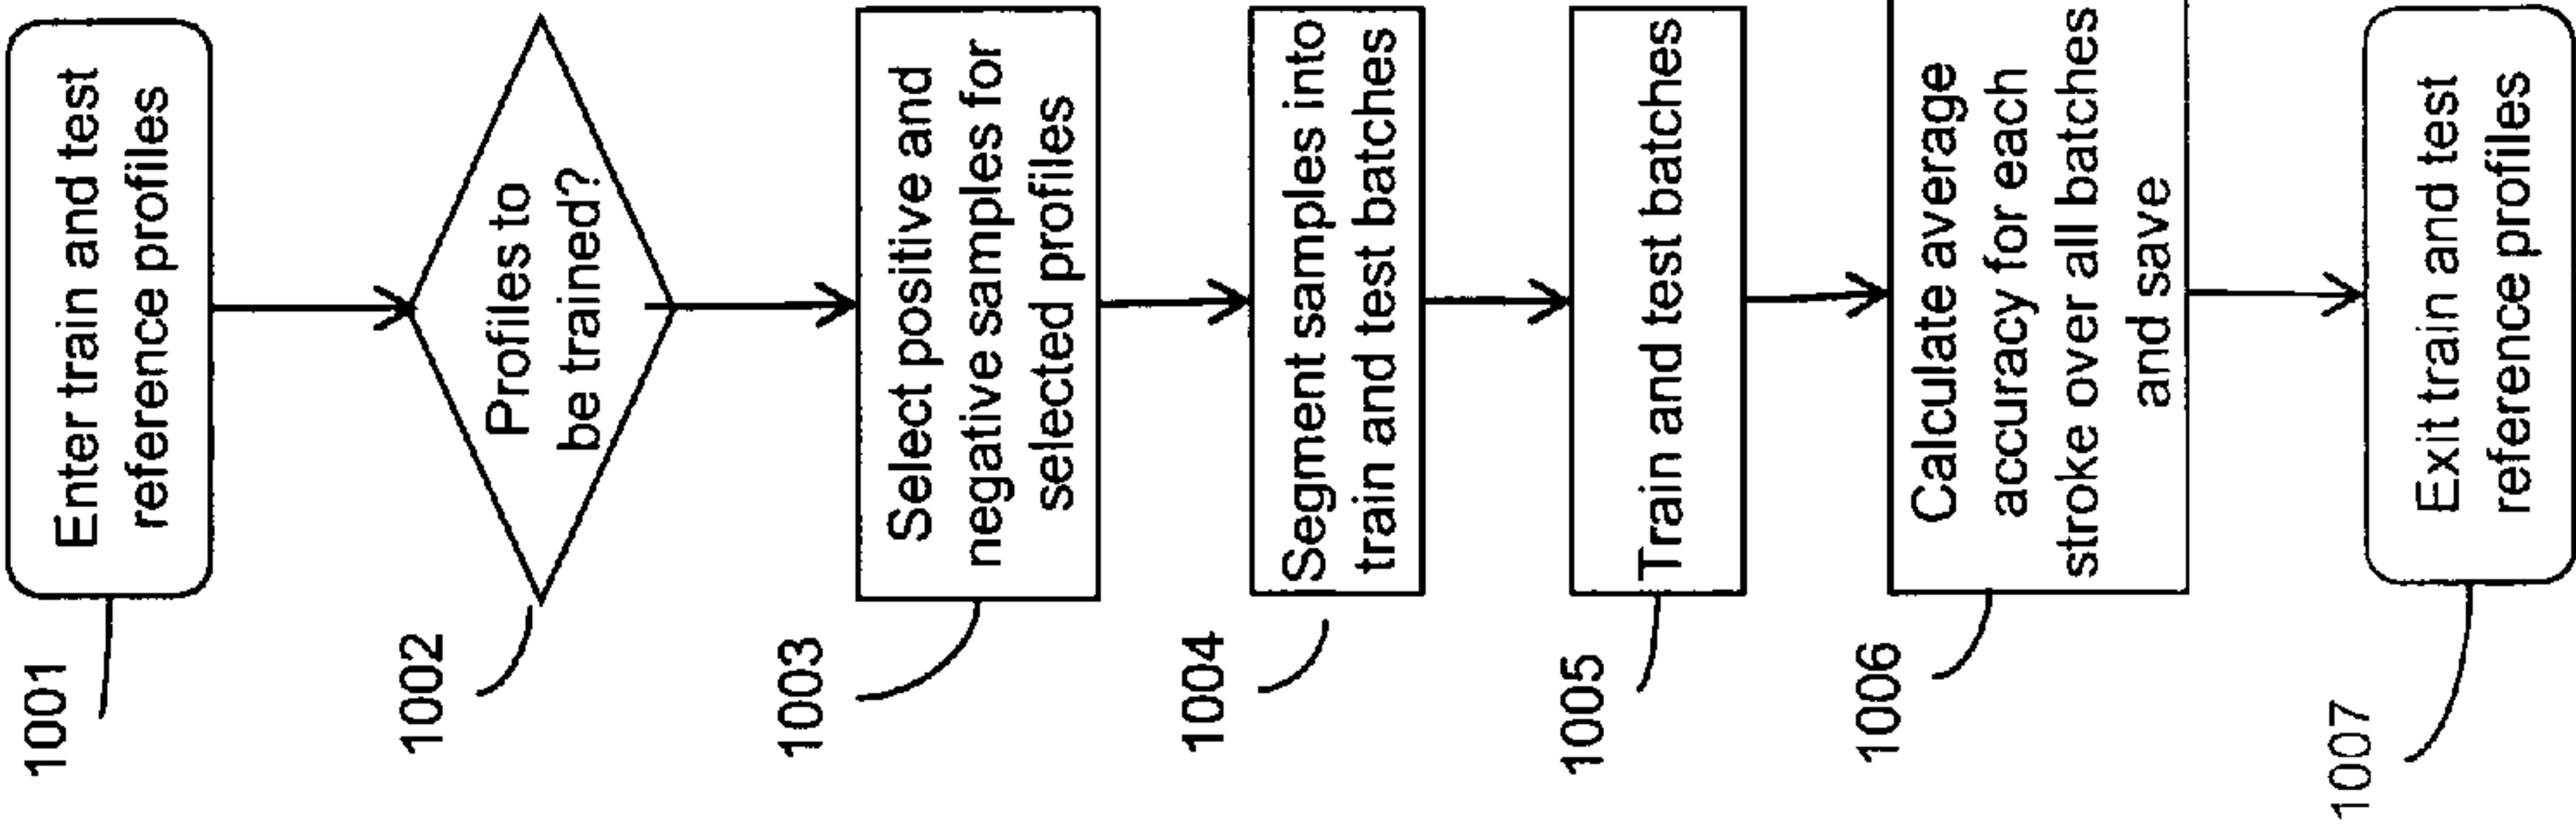 1001
Enter train and test
reference profiles
1002
Profiles to
be trained?
1003
Select positive and
negative samples for
selected profiles
1004
Segment samples into
train and test batches
1005
Train and test batches
1006
Calculate average
accuracy for each
stroke over all batches
and save
1007
Exit train and test
reference profiles